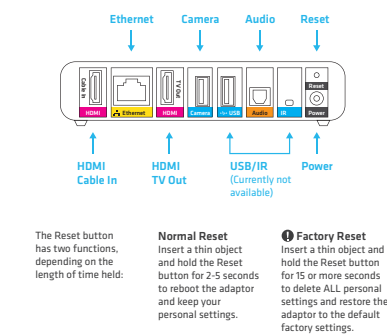 Ethernet
Camera
Audio
Reset
Cable In
TV Out
Reset
HDMI
Ethernet
HDMI
Camera
USB
Audio
IR
Power
HDMI
Cable In
HDMI
TV Out
USB/IR
(Currently not
available)
Power
The Reset button
has two functions,
depending on the
length of time held:
Normal Reset
Insert a thin object
and hold the Reset
button for 2-5 seconds
to reboot the adaptor
and keep your
personal settings.
Factory Reset
Insert a thin object and
hold the Reset button
for 15 or more seconds
to delete ALL personal
settings and restore the
adaptor to the default
factory settings.